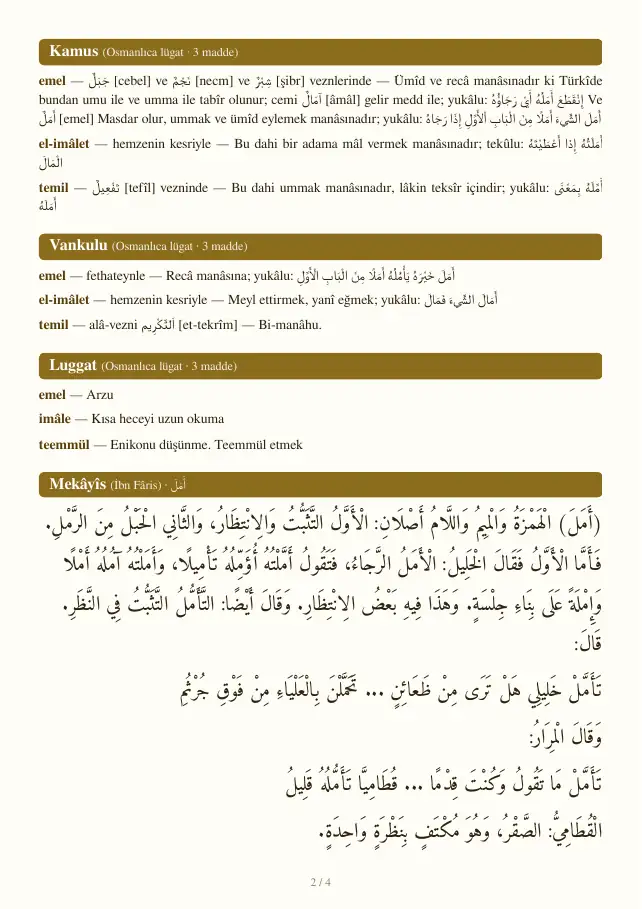 Kamus (Osmanlıca lügat · 3 madde)
emel — جَبَلٌ [cebel] ve نَجْمٌ [necm] ve شِبْرٌ [şibr] veznlerinde — Ümîd ve recâ manâsınadır ki Türkîde
bundan umu ile ve umma ile tabîr olunur; cemi آمَالٌ [âmâl] gelir medd ile; yukâlu: إِنْقَطَعَ أَمَلُهُ أَيْ رَجَاؤُهُ Ve
أَمَلٌ [emel] Masdar olur, ummak ve ümîd eylemek manâsınadır; yukâlu: أَمَلَ الشَّيْءَ أَمَلًا مِنَ الْبَابِ الْأَوَّلِ إِذَا رَجَاهُ
el-imâlet — hemzenin kesriyle — Bu dahi bir adama mâl vermek manâsınadır; tekûlu: أَمَلْتُهُ إِذَا أَعْطَيْتَهُ
الْمَالَ
temil — تَفْعِيلٌ [tefîl] vezninde — Bu dahi ummak manâsınadır, lâkin teksîr içindir; yukâlu: أَمَّلَهُ بِمَعْنَى
أَمَلَهُ
Vankulu (Osmanlıca lügat · 3 madde)
emel — fethateynle — Recâ manâsına; yukâlu: أَمَلَ خَيْرَهُ يَأْمُلُهُ أَمَلًا مِنَ الْبَابِ الْأَوَّلِ
el-imâlet — hemzenin kesriyle — Meyl ettirmek, yanî eğmek; yukâlu: أَمَالَ الشَّيْءَ فَمَالَ
temil — alâ-vezni اَلتَّكْرِيمِ [et-tekrîm] — Bi-manâhu.
Luggat (Osmanlıca lügat · 3 madde)
emel — Arzu
imâle — Kısa heceyi uzun okuma
teemmül — Enikonu düşünme. Teemmül etmek
Mekâyîs (İbn Fâris) · أَمَلَ
(أَمَلَ) الْهَمْزَةُ وَالْمِيمُ وَاللَّامُ أَصْلَانِ: الْأَوَّلُ التَّثَبُّتُ وَالِانْتِظَارُ، وَالثَّانِي الْحَبْلُ مِنَ الرَّمْلِ.
فَأَمَّا الْأَوَّلُ فَقَالَ الْخَلِيلُ: الْأَمَلُ الرَّجَاءُ، فَتَقُولُ أَمَّلْتُهُ أُؤَمِّلُهُ تَأْمِيلًا، وَأَمَلْتُهُ آمُلُهُ أَمْلًا
وَإِمْلَةً عَلَى بِنَاءِ جِلْسَةٍ. وَهَذَا فِيهِ بَعْضُ الِانْتِظَارِ. وَقَالَ أَيْضًا: التَّأَمُّلُ التَّثَبُّتُ فِي النَّظَرِ.
قَالَ:
تَأَمَّلْ خَلِيلِي هَلْ تَرَى مِنْ ظَعَائِنٍ ... تَحَمَّلْنَ بِالْعَلْيَاءِ مِنْ فَوْقِ جُرْثُمِ
وَقَالَ الْمِرَارُ:
تَأَمَّلْ مَا تَقُولُ وَكُنْتَ قِدْمًا ... قُطَامِيًّا تَأَمُّلُهُ قَلِيلُ
الْقُطَامِيُّ: الصَّقْرُ، وَهُوَ مُكْتَفٍ بِنَظْرَةٍ وَاحِدَةٍ.
2 / 4